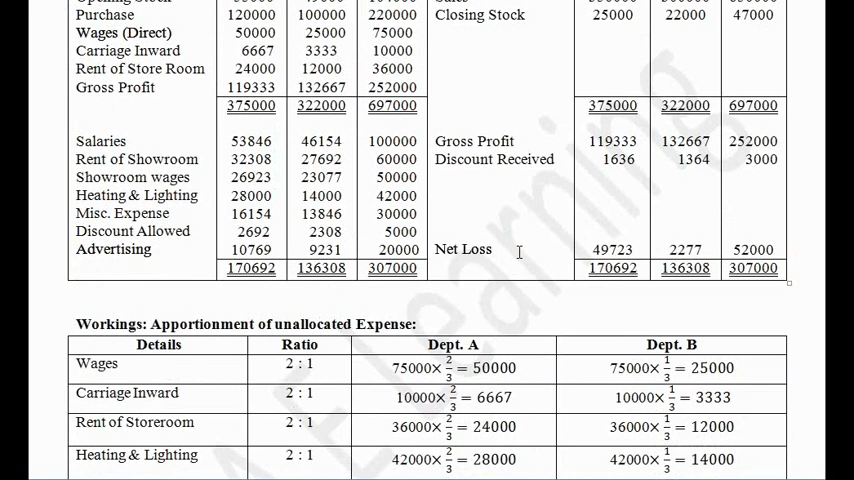 Purchase 120000 100000 220000 Closing Stock 25000 22000 47000
Wages (Direct) 50000 25000 75000
Carriage Inward 6667 3333 10000
Rent of Store Room 24000 12000 36000
Gross Profit 119333 132667 252000
375000 322000 697000 375000 322000 697000
Salaries 53846 46154 100000 Gross Profit 119333 132667 252000
Rent of Showroom 32308 27692 60000 Discount Received 1636 1364 3000
Showroom wages 26923 23077 50000
Heating & Lighting 28000 14000 42000
Misc. Expense 16154 13846 30000
Discount Allowed 2692 2308 5000
Advertising 10769 9231 20000 Net Loss 49723 2277 52000
170692 136308 307000 170692 136308 307000
Workings: Apportionment of unallocated Expense:
Details Ratio Dept. A Dept. B
Wages 2 : 1 75000× 2/3 = 50000 75000× 1/3 = 25000
Carriage Inward 2 : 1 10000× 2/3 = 6667 10000× 1/3 = 3333
Rent of Storeroom 2 : 1 36000× 2/3 = 24000 36000× 1/3 = 12000
Heating & Lighting 2 : 1 42000× 2/3 = 28000 42000× 1/3 = 14000
A E Learning